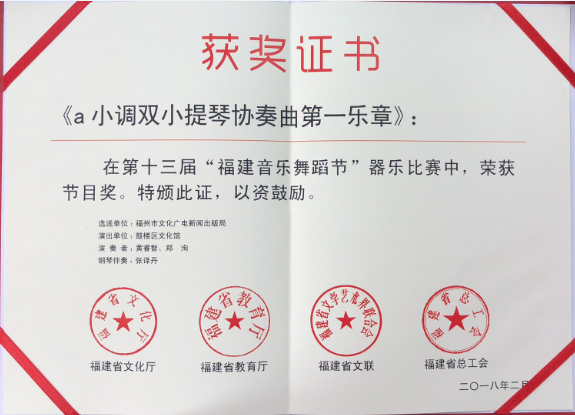 获奖证书
《a小调双小提琴协奏曲第一乐章》：
在第十三届“福建音乐舞蹈节”器乐比赛中，荣获
节目奖。特颁此证，以资鼓励。
选送单位：福州市文化广电新闻出版局
演出单位：鼓楼区文化馆
演 奏 者：黄睿智、郑 洵
钢琴伴奏：张译丹
福建省文化厅
福建省教育厅
福建省文学艺术界联合会
福建省总工会
福建省文化厅
福建省教育厅
福建省文联
福建省总工会
二〇一八年二月